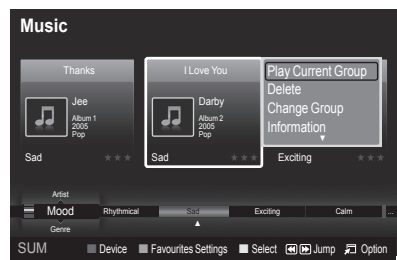 Music
Thanks
I Love You
Play Current Group
Delete
Change Group
Information
Jee
Album 1
2005
Pop
Darby
Album 2
2005
Pop
Sad
Sad
Exciting
Artist
Mood
Genre
Rhythmical
Sad
Exciting
Calm
...
SUM
Device
Favourites Settings
Select
Jump
Option